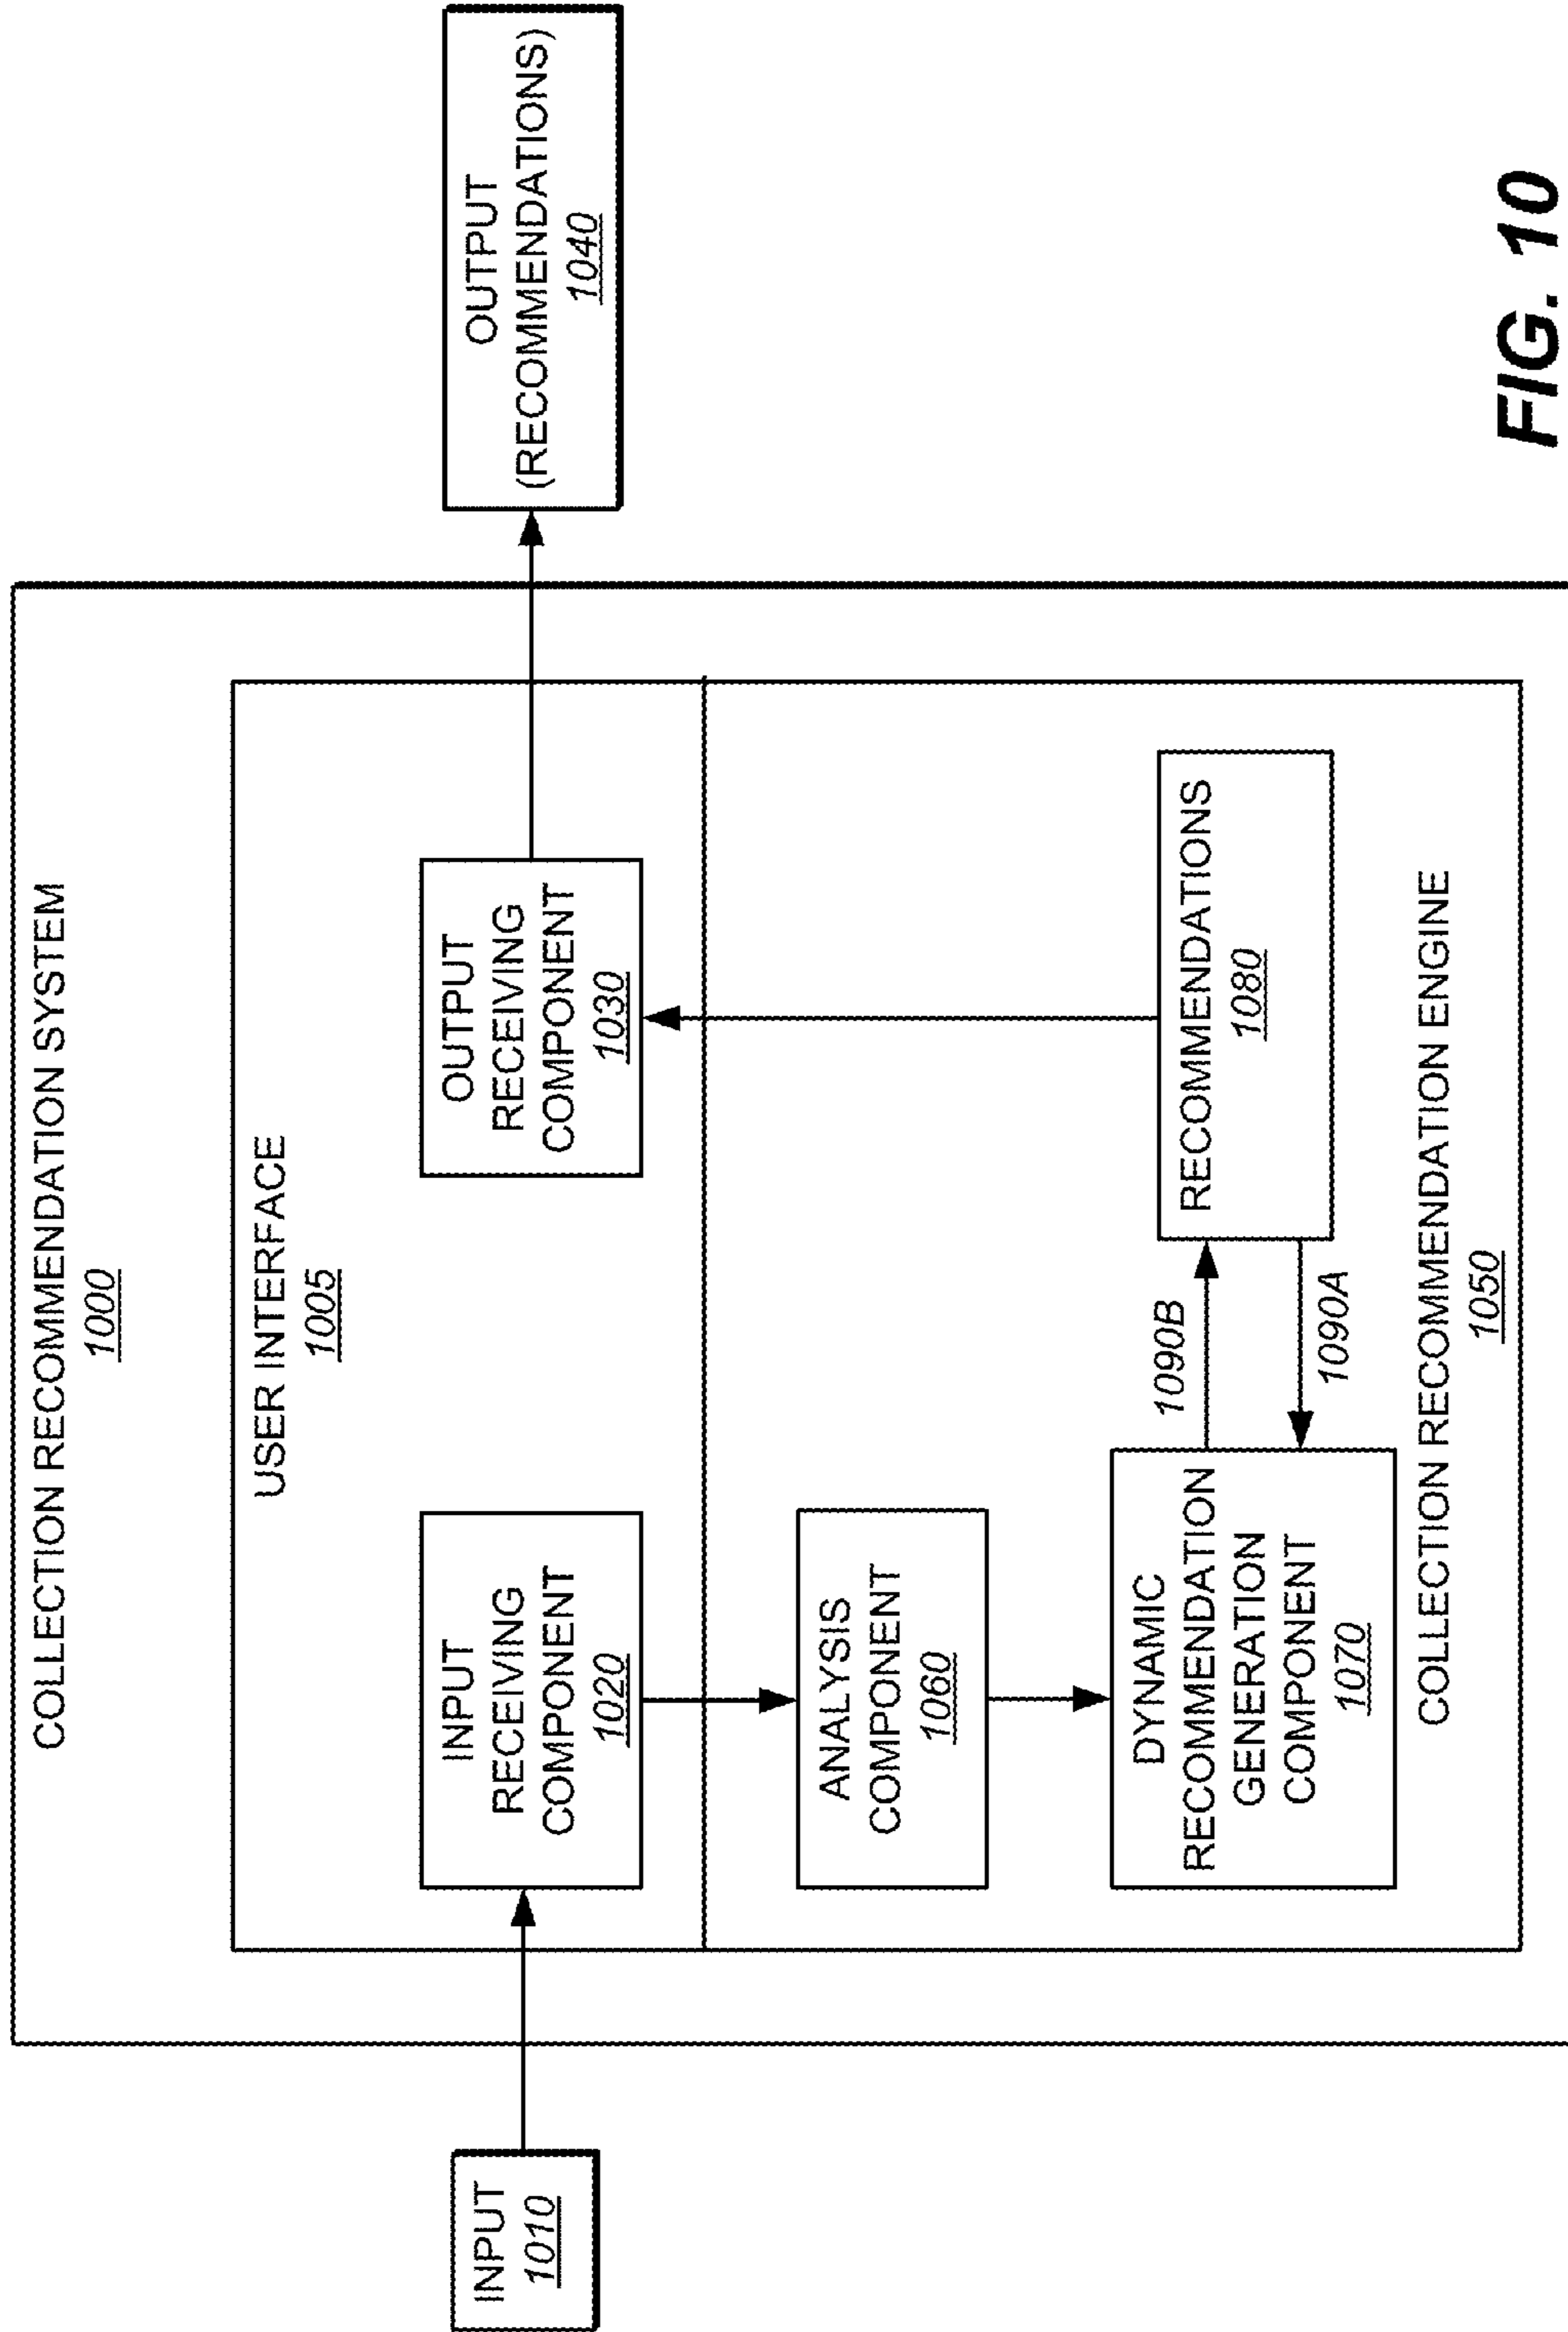 COLLECTION RECOMMENDATION SYSTEM
1000
USER INTERFACE
1005
INPUT
1010
INPUT
RECEIVING
COMPONENT
1020
OUTPUT
RECEIVING
COMPONENT
1030
OUTPUT
(RECOMMENDATIONS)
1040
ANALYSIS
COMPONENT
1060
DYNAMIC
RECOMMENDATION
GENERATION
COMPONENT
1070
1090B
1090A
RECOMMENDATIONS
1080
COLLECTION RECOMMENDATION ENGINE
1050
FIG. 10